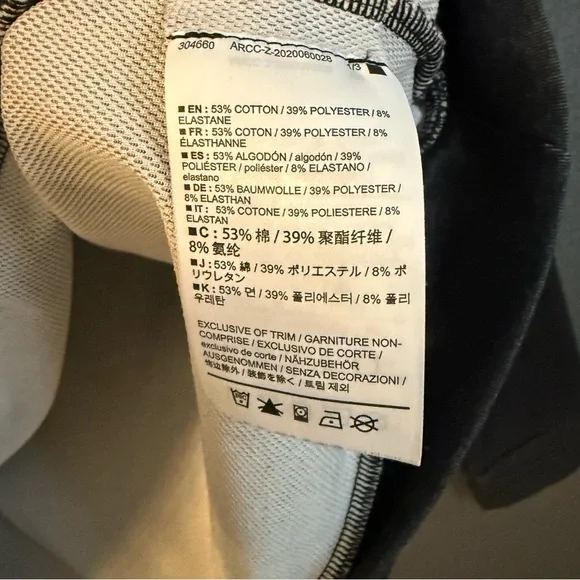 304660 ARCC-Z-2020060028 1/3
■ EN : 53% COTTON / 39% POLYESTER / 8%
ELASTANE
■ FR : 53% COTON / 39% POLYESTER / 8%
ÉLASTHANNE
■ ES : 53% ALGODÓN / algodón / 39%
POLIÉSTER / poliéster / 8% ELASTANO /
elastano
■ DE : 53% BAUMWOLLE / 39% POLYESTER /
8% ELASTHAN
■ IT : 53% COTONE / 39% POLIESTERE / 8%
ELASTAN
■ C : 53% 棉 / 39% 聚酯纤维 /
8% 氨纶
■ J : 53% 綿 / 39% ポリエステル / 8% ポ
リウレタン
■ K : 53% 면 / 39% 폴리에스터 / 8% 폴리
우레탄
EXCLUSIVE OF TRIM / GARNITURE NON-
COMPRISE / EXCLUSIVO DE CORTE /
exclusivo de corte / NÄHZUBEHÖR
AUSGENOMMEN / SENZA DECORAZIONI /
烤边除外 / 装飾を除く / 트림 제외